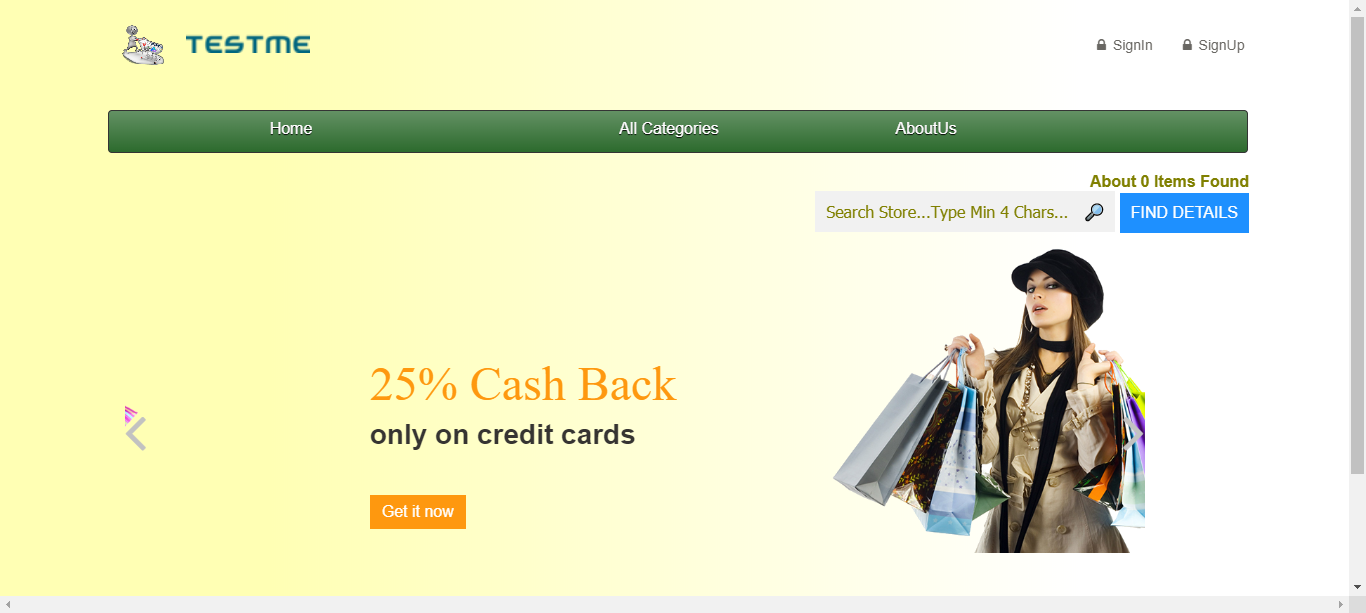 TESTME
SignIn SignUp
Home All Categories AboutUs
About 0 Items Found
Search Store...Type Min 4 Chars... FIND DETAILS
25% Cash Back
only on credit cards
Get it now